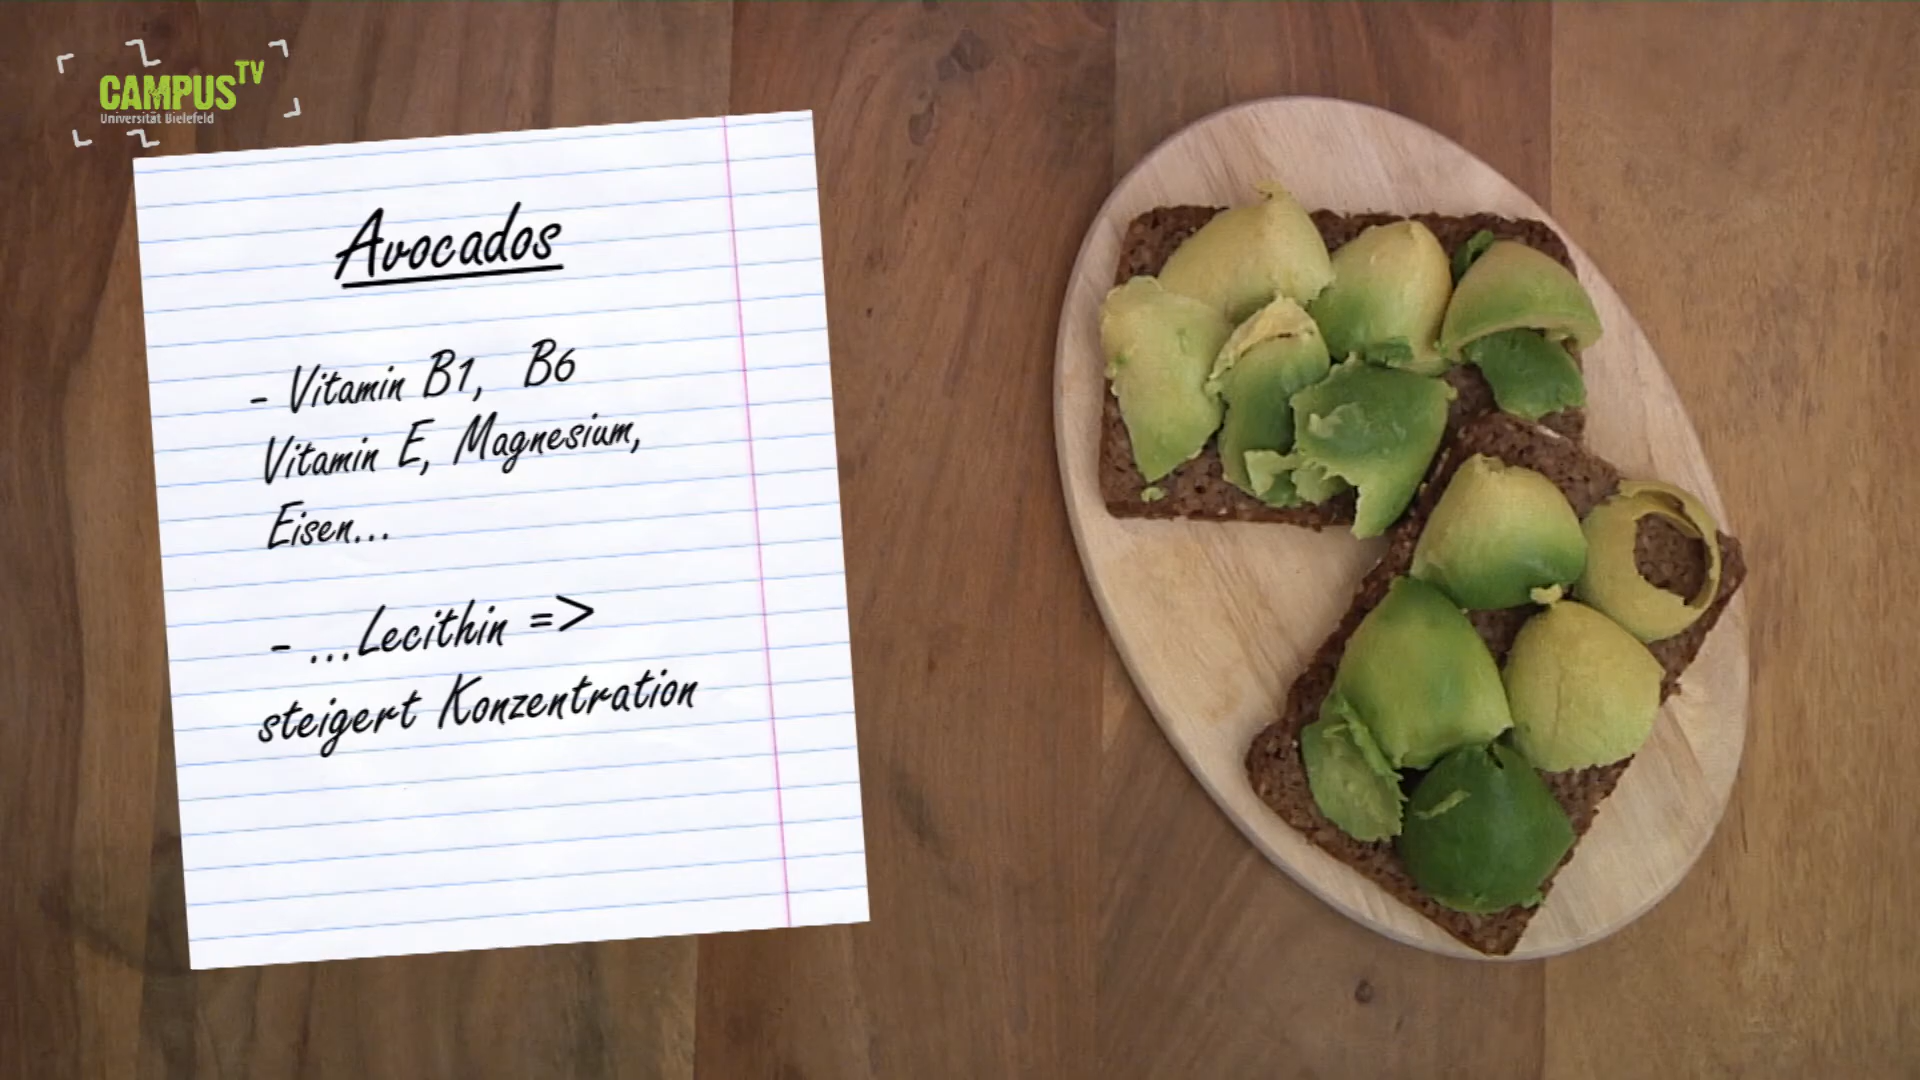 CAMPUS TV
Universität Bielefeld
Avocados
- Vitamin B1, B6
Vitamin E, Magnesium,
Eisen...
- ...Lecithin =>
steigert Konzentration